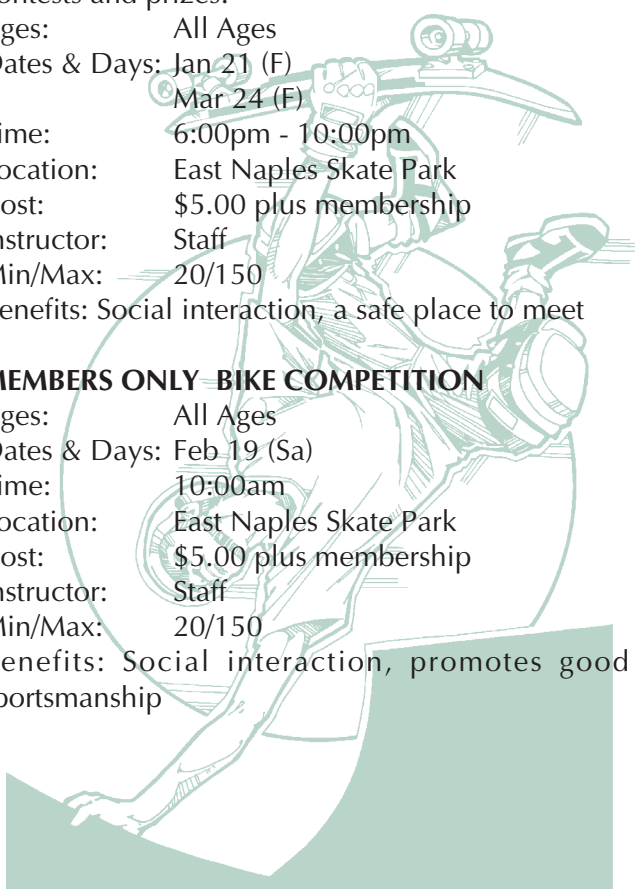 ontests and prizes.
ges: All Ages
ates & Days: Jan 21 (F)
Mar 24 (F)
ime: 6:00pm - 10:00pm
ocation: East Naples Skate Park
ost: $5.00 plus membership
nstructor: Staff
Min/Max: 20/150
enefits: Social interaction, a safe place to meet
MEMBERS ONLY BIKE COMPETITION
ges: All Ages
ates & Days: Feb 19 (Sa)
ime: 10:00am
ocation: East Naples Skate Park
ost: $5.00 plus membership
nstructor: Staff
Min/Max: 20/150
enefits: Social interaction, promotes good
portsmanship